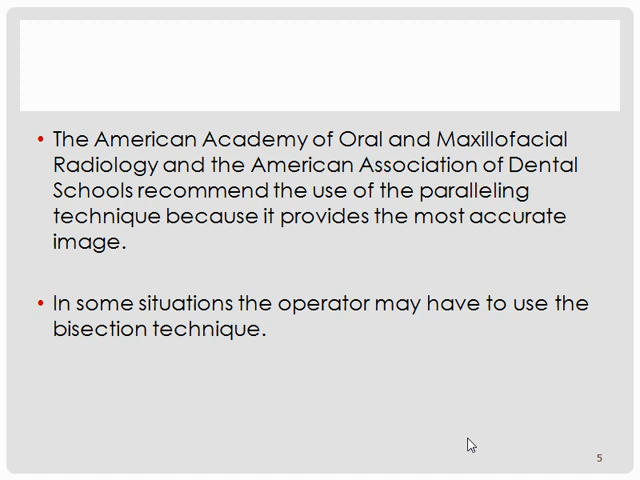 • The American Academy of Oral and Maxillofacial
Radiology and the American Association of Dental
Schools recommend the use of the paralleling
technique because it provides the most accurate
image.
• In some situations the operator may have to use the
bisection technique.
5